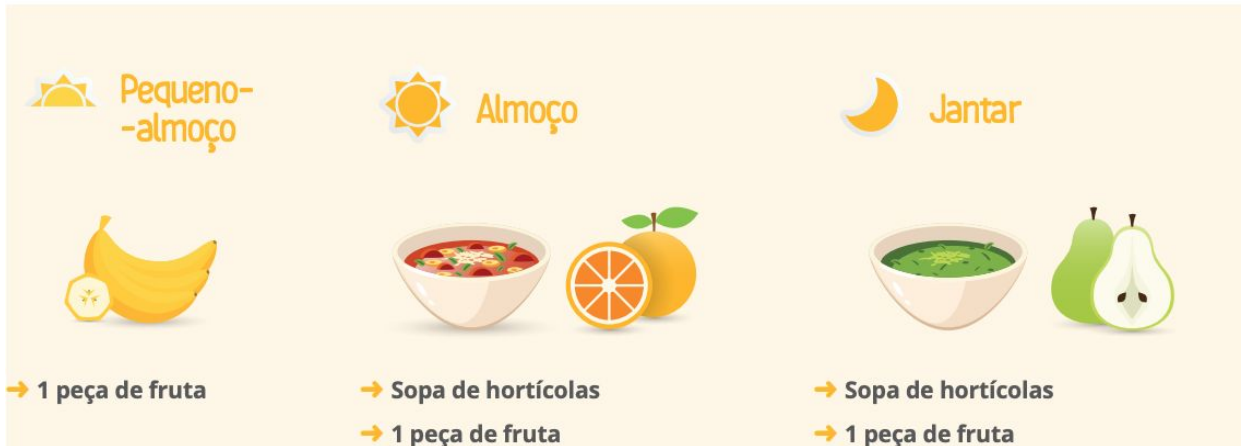 Pequeno-
-almoço
Almoço
Jantar
➔ 1 peça de fruta
➔ Sopa de hortícolas
➔ 1 peça de fruta
➔ Sopa de hortícolas
➔ 1 peça de fruta